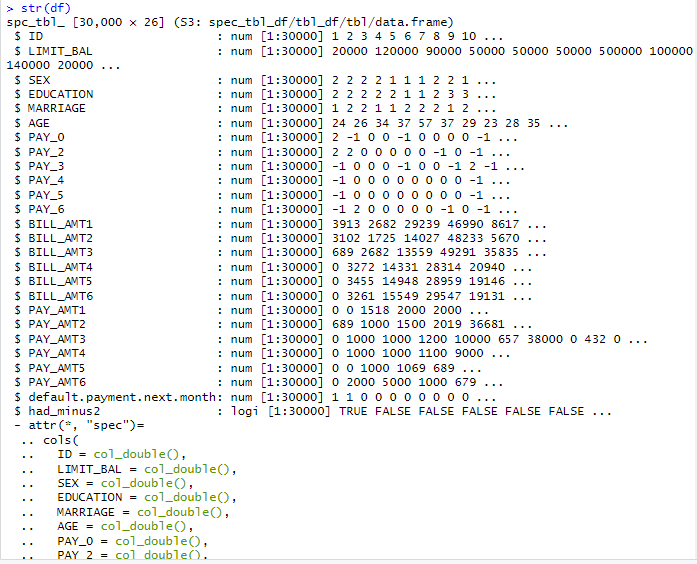 > str(df)
spc_tbl_ [30,000 × 26] (S3: spec_tbl_df/tbl_df/tbl/data.frame)
 $ ID                        : num [1:30000] 1 2 3 4 5 6 7 8 9 10 ...
 $ LIMIT_BAL                 : num [1:30000] 20000 120000 90000 50000 50000 50000 500000 100000
140000 20000 ...
 $ SEX                       : num [1:30000] 2 2 2 2 1 1 1 2 2 1 ...
 $ EDUCATION                 : num [1:30000] 2 2 2 2 2 1 1 2 3 3 ...
 $ MARRIAGE                  : num [1:30000] 1 2 2 1 1 2 2 2 1 2 ...
 $ AGE                       : num [1:30000] 24 26 34 37 57 37 29 23 28 35 ...
 $ PAY_0                     : num [1:30000] 2 -1 0 0 -1 0 0 0 0 -1 ...
 $ PAY_2                     : num [1:30000] 2 2 0 0 0 0 0 -1 0 -1 ...
 $ PAY_3                     : num [1:30000] -1 0 0 0 -1 0 0 -1 2 -1 ...
 $ PAY_4                     : num [1:30000] -1 0 0 0 0 0 0 0 0 -1 ...
 $ PAY_5                     : num [1:30000] -1 0 0 0 0 0 0 0 0 -1 ...
 $ PAY_6                     : num [1:30000] -1 2 0 0 0 0 0 -1 0 -1 ...
 $ BILL_AMT1                 : num [1:30000] 3913 2682 29239 46990 8617 ...
 $ BILL_AMT2                 : num [1:30000] 3102 1725 14027 48233 5670 ...
 $ BILL_AMT3                 : num [1:30000] 689 2682 13559 49291 35835 ...
 $ BILL_AMT4                 : num [1:30000] 0 3272 14331 28314 20940 ...
 $ BILL_AMT5                 : num [1:30000] 0 3455 14948 28959 19146 ...
 $ BILL_AMT6                 : num [1:30000] 0 3261 15549 29547 19131 ...
 $ PAY_AMT1                  : num [1:30000] 0 0 1518 2000 2000 ...
 $ PAY_AMT2                  : num [1:30000] 689 1000 1500 2019 36681 ...
 $ PAY_AMT3                  : num [1:30000] 0 1000 1000 1200 10000 657 38000 0 432 0 ...
 $ PAY_AMT4                  : num [1:30000] 0 1000 1000 1100 9000 ...
 $ PAY_AMT5                  : num [1:30000] 0 0 1000 1069 689 ...
 $ PAY_AMT6                  : num [1:30000] 0 2000 5000 1000 679 ...
 $ default.payment.next.month: num [1:30000] 1 1 0 0 0 0 0 0 0 0 ...
 $ had_minus2                : logi [1:30000] TRUE FALSE FALSE FALSE FALSE FALSE ...
 - attr(*, "spec")=
  .. cols(
  ..   ID = col_double(),
  ..   LIMIT_BAL = col_double(),
  ..   SEX = col_double(),
  ..   EDUCATION = col_double(),
  ..   MARRIAGE = col_double(),
  ..   AGE = col_double(),
  ..   PAY_0 = col_double(),
  ..   PAY_2 = col_double(),